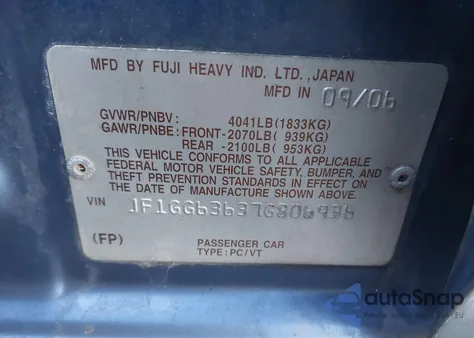 MFD BY FUJI HEAVY IND. LTD., JAPAN
MFD IN 09/06
GVWR/PNBV : 4041LB(1833KG)
GAWR/PNBE: FRONT-2070LB( 939KG)
REAR -2100LB( 953KG)
THIS VEHICLE CONFORMS TO ALL APPLICABLE
FEDERAL MOTOR VEHICLE SAFETY, BUMPER, AND
THEFT PREVENTION STANDARDS IN EFFECT ON THE
DATE OF MANUFACTURE SHOWN ABOVE.
VIN JF1GG63637G806936
(FP) PASSENGER CAR
TYPE: PC/VT
autoSnap